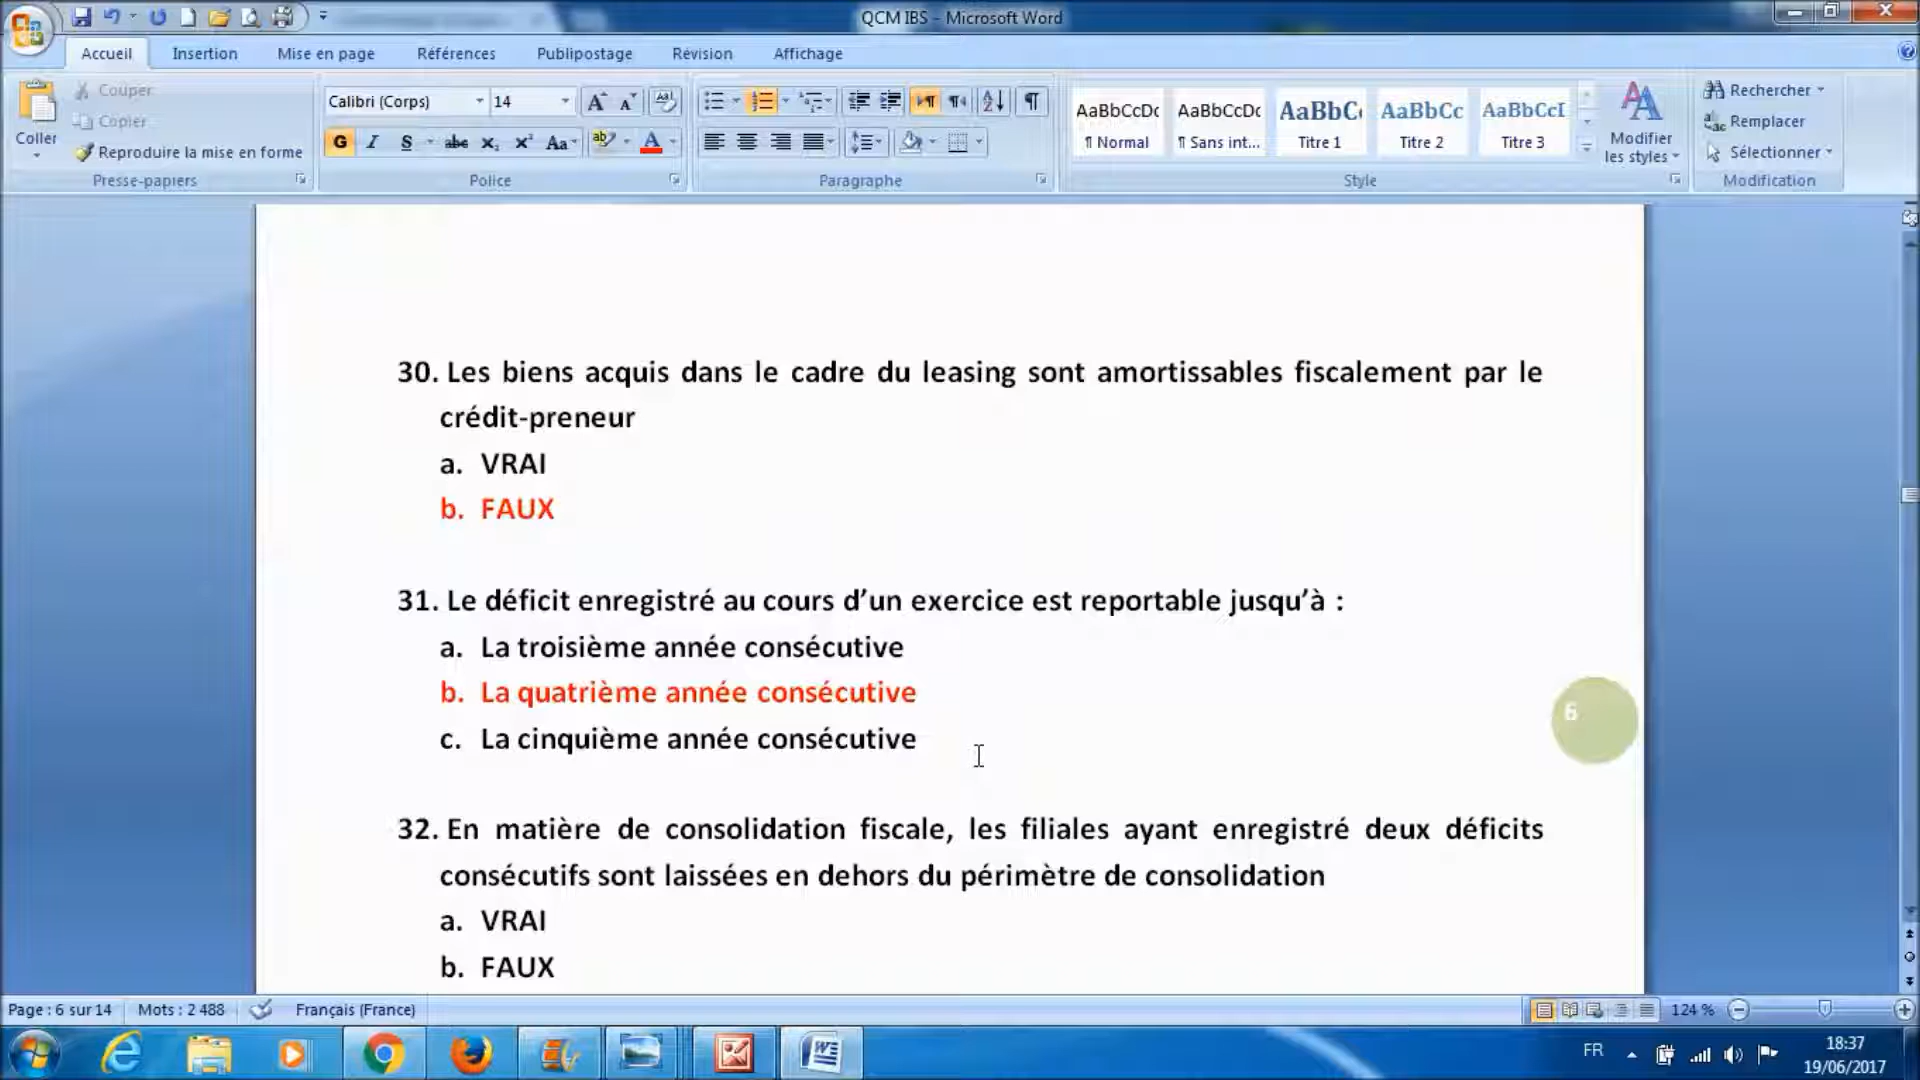 QCM IBS - Microsoft Word
Accueil
Insertion
Mise en page
Références
Publipostage
Révision
Affichage
Coller
Couper
Copier
Reproduire la mise en forme
Presse-papiers
Calibri (Corps)
14
G I S abc x₂ x² Aa
Police
Paragraphe
AaBbCcDc
¶ Normal
AaBbCcDc
¶ Sans int...
AaBbC
Titre 1
AaBbCc
Titre 2
AaBbCcI
Titre 3
Modifier
les styles
Style
Rechercher
Remplacer
Sélectionner
Modification
30. Les biens acquis dans le cadre du leasing sont amortissables fiscalement par le
crédit-preneur
a. VRAI
b. FAUX
31. Le déficit enregistré au cours d’un exercice est reportable jusqu’à :
a. La troisième année consécutive
b. La quatrième année consécutive
c. La cinquième année consécutive
6
32. En matière de consolidation fiscale, les filiales ayant enregistré deux déficits
consécutifs sont laissées en dehors du périmètre de consolidation
a. VRAI
b. FAUX
Page : 6 sur 14
Mots : 2 488
Français (France)
124 %
FR
18:37
19/06/2017